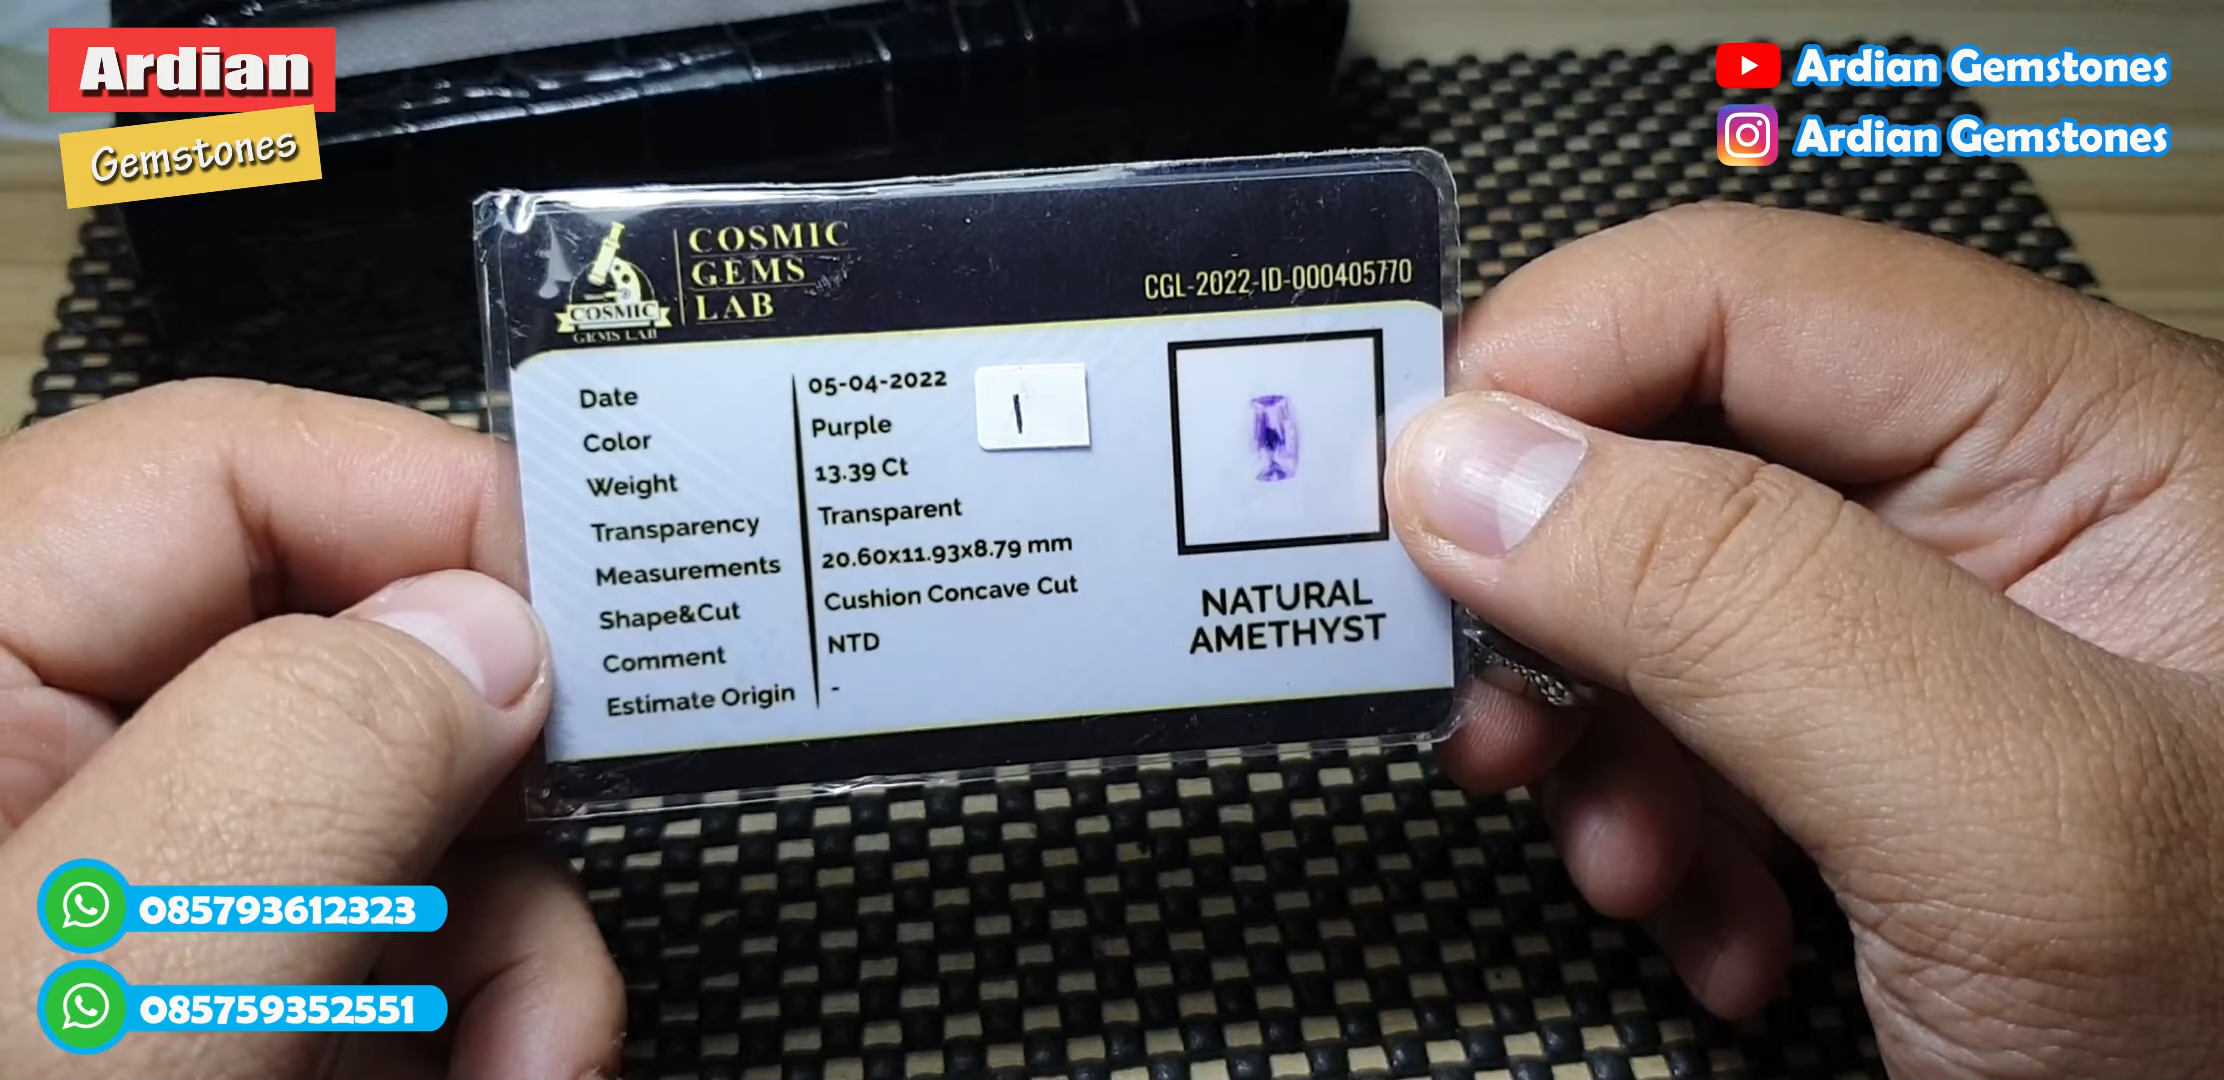 Ardian
Gemstones
Ardian Gemstones
Ardian Gemstones
COSMIC
GEMS LAB
COSMIC
GEMS
LAB
CGL-2022-ID-000405770
Date 05-04-2022
Color Purple
Weight 13.39 Ct
Transparency Transparent
Measurements 20.60x11.93x8.79 mm
Shape&Cut Cushion Concave Cut
Comment NTD
Estimate Origin -
1
NATURAL
AMETHYST
085793612323
085759352551